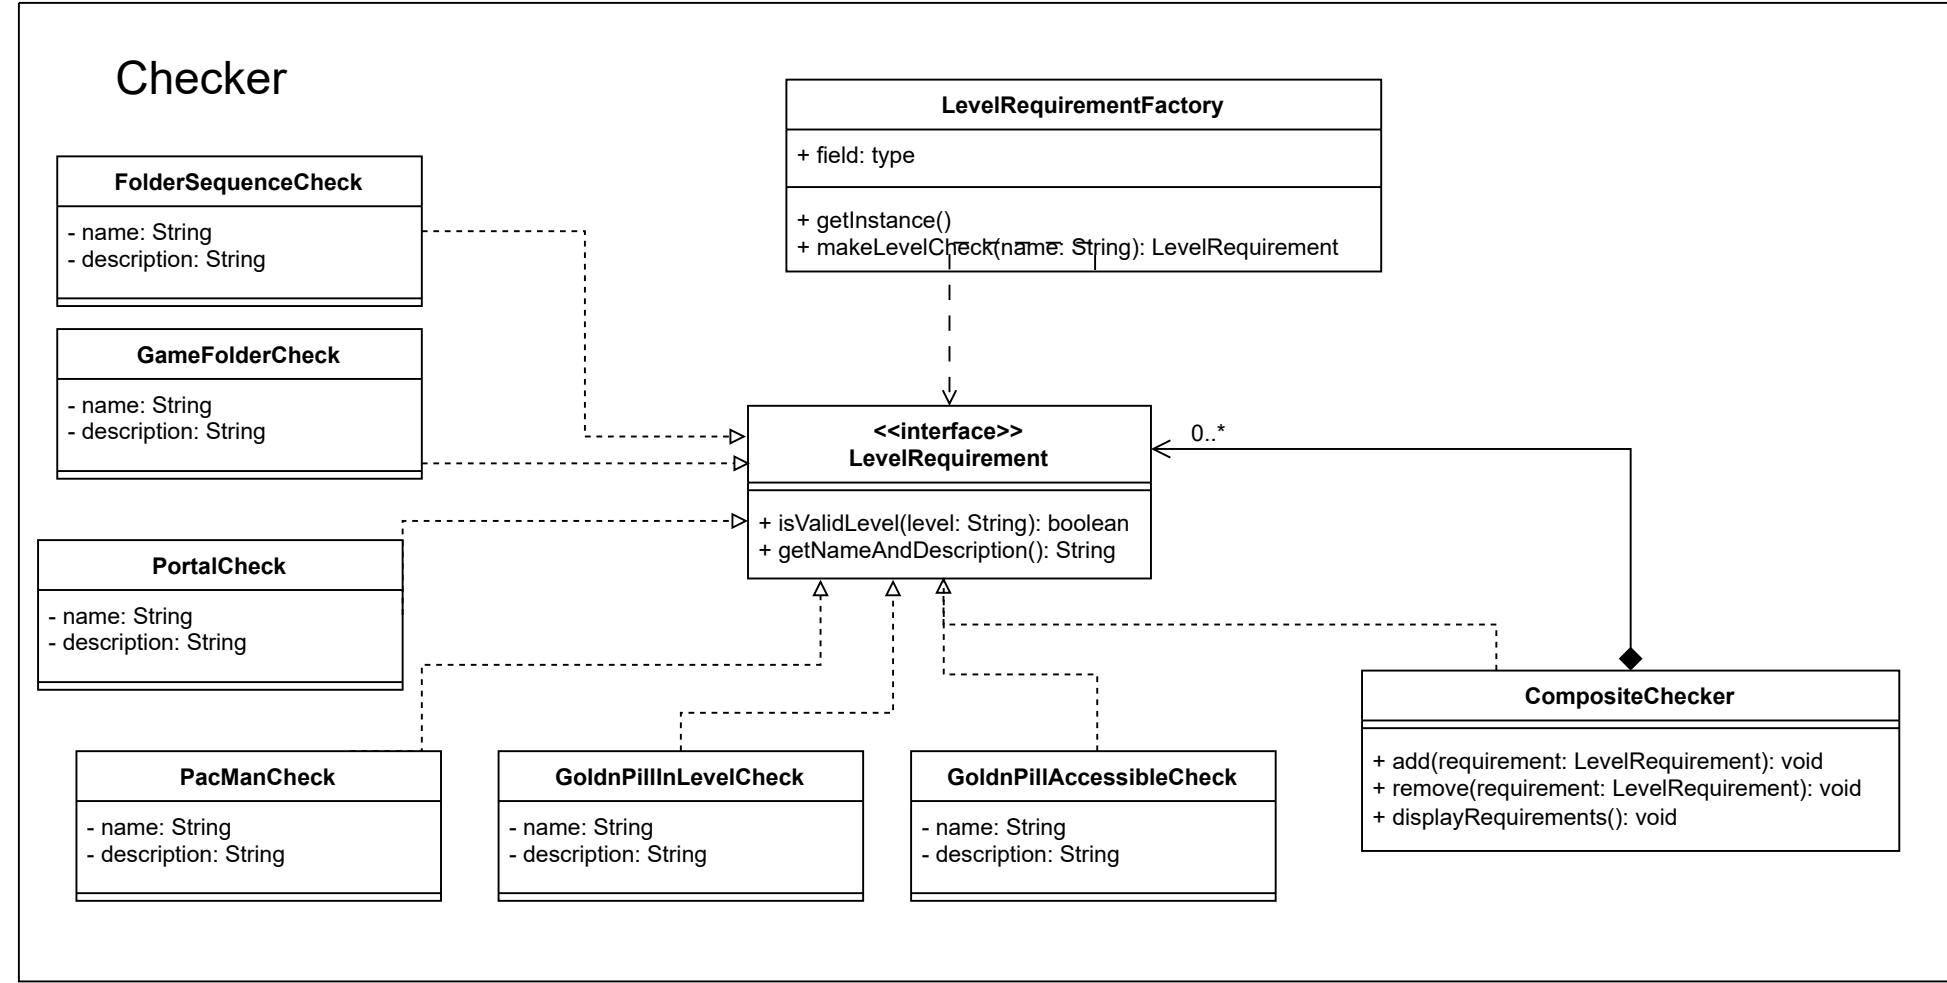 Checker
LevelRequirementFactory
+ field: type
+ getInstance()
+ makeLevelCheck(name: String): LevelRequirement
FolderSequenceCheck
- name: String
- description: String
GameFolderCheck
- name: String
- description: String
<<interface>>
LevelRequirement
+ isValidLevel(level: String): boolean
+ getNameAndDescription(): String
0..*
PortalCheck
- name: String
- description: String
CompositeChecker
+ add(requirement: LevelRequirement): void
+ remove(requirement: LevelRequirement): void
+ displayRequirements(): void
PacManCheck
- name: String
- description: String
GoldnPillInLevelCheck
- name: String
- description: String
GoldnPillAccessibleCheck
- name: String
- description: String